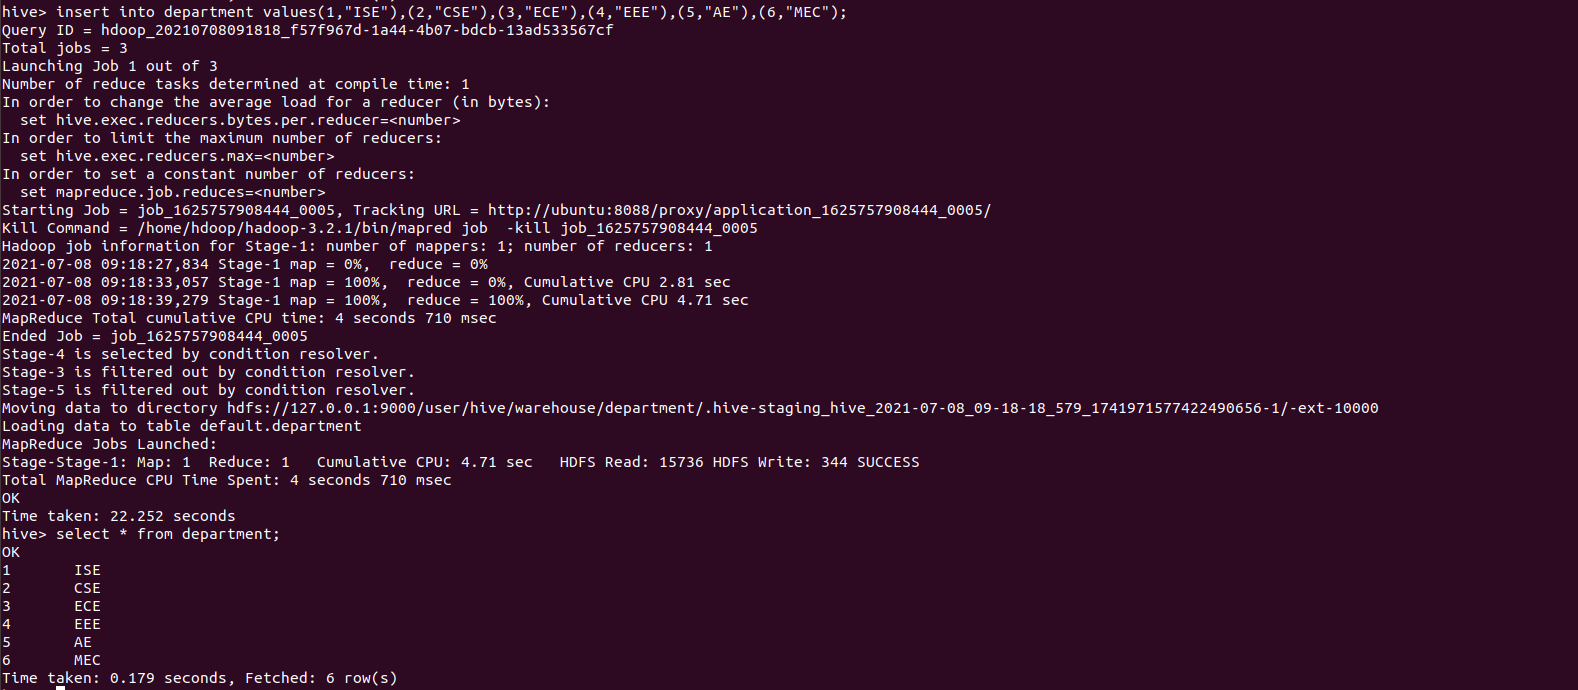 hive> insert into department values(1,"ISE"),(2,"CSE"),(3,"ECE"),(4,"EEE"),(5,"AE"),(6,"MEC");
Query ID = hdoop_20210708091818_f57f967d-1a44-4b07-bdcb-13ad533567cf
Total jobs = 3
Launching Job 1 out of 3
Number of reduce tasks determined at compile time: 1
In order to change the average load for a reducer (in bytes):
  set hive.exec.reducers.bytes.per.reducer=<number>
In order to limit the maximum number of reducers:
  set hive.exec.reducers.max=<number>
In order to set a constant number of reducers:
  set mapreduce.job.reduces=<number>
Starting Job = job_1625757908444_0005, Tracking URL = http://ubuntu:8088/proxy/application_1625757908444_0005/
Kill Command = /home/hdoop/hadoop-3.2.1/bin/mapred job  -kill job_1625757908444_0005
Hadoop job information for Stage-1: number of mappers: 1; number of reducers: 1
2021-07-08 09:18:27,834 Stage-1 map = 0%,  reduce = 0%
2021-07-08 09:18:33,057 Stage-1 map = 100%,  reduce = 0%, Cumulative CPU 2.81 sec
2021-07-08 09:18:39,279 Stage-1 map = 100%,  reduce = 100%, Cumulative CPU 4.71 sec
MapReduce Total cumulative CPU time: 4 seconds 710 msec
Ended Job = job_1625757908444_0005
Stage-4 is selected by condition resolver.
Stage-3 is filtered out by condition resolver.
Stage-5 is filtered out by condition resolver.
Moving data to directory hdfs://127.0.0.1:9000/user/hive/warehouse/department/.hive-staging_hive_2021-07-08_09-18-18_579_1741971577422490656-1/-ext-10000
Loading data to table default.department
MapReduce Jobs Launched:
Stage-Stage-1: Map: 1  Reduce: 1   Cumulative CPU: 4.71 sec   HDFS Read: 15736 HDFS Write: 344 SUCCESS
Total MapReduce CPU Time Spent: 4 seconds 710 msec
OK
Time taken: 22.252 seconds
hive> select * from department;
OK
1	ISE
2	CSE
3	ECE
4	EEE
5	AE
6	MEC
Time taken: 0.179 seconds, Fetched: 6 row(s)